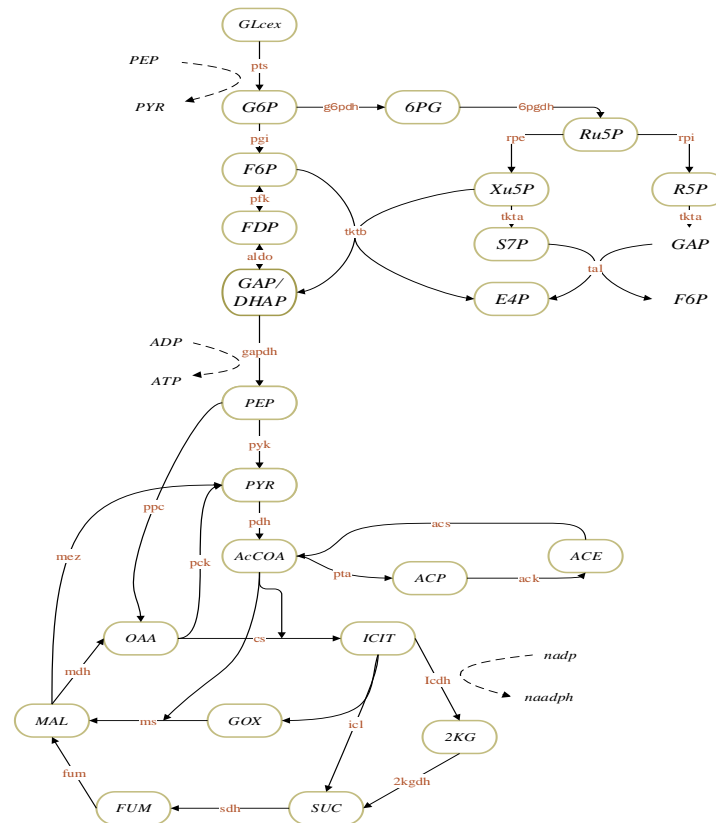 GLcex
PEP
pts
PYR
G6P
g6pdh
6PG
6pgdh
Ru5P
pgi
rpe
rpi
F6P
Xu5P
R5P
pfk
tkta
tkta
FDP
tktb
S7P
GAP
aldo
tal
GAP/
DHAP
E4P
F6P
ADP
gapdh
ATP
PEP
pyk
PYR
ppc
pdh
acs
mez
pck
AcCOA
pta
ACP
ack
ACE
OAA
cs
ICIT
mdh
Icdh
nadp
naadph
MAL
ms
GOX
icl
2KG
fum
2kgdh
FUM
sdh
SUC